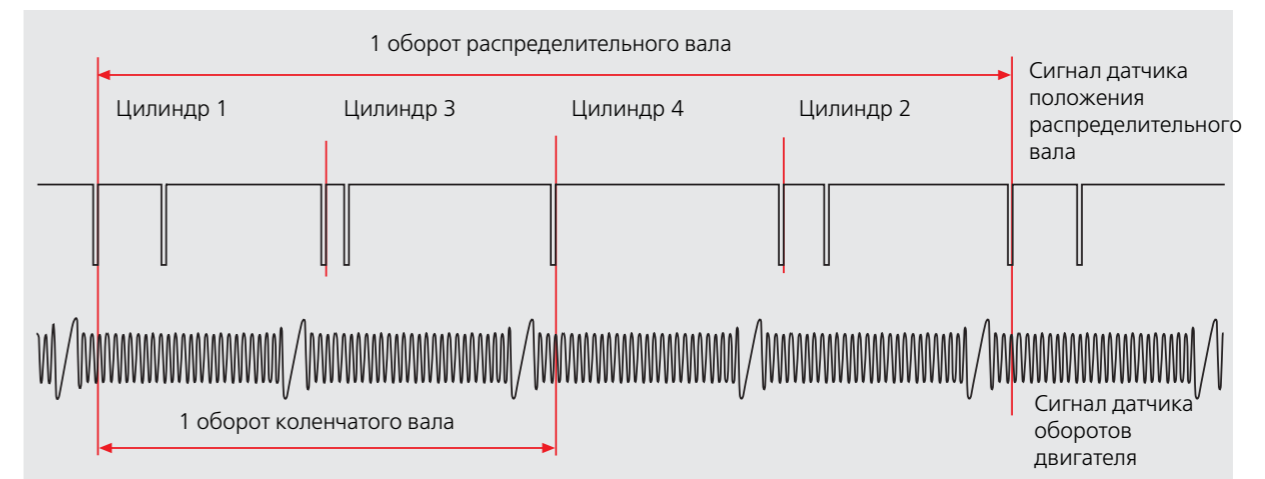 1 оборот распределительного вала
Сигнал датчика
положения
распределительного
вала
Цилиндр 1
Цилиндр 3
Цилиндр 4
Цилиндр 2
1 оборот коленчатого вала
Сигнал датчика
оборотов
двигателя